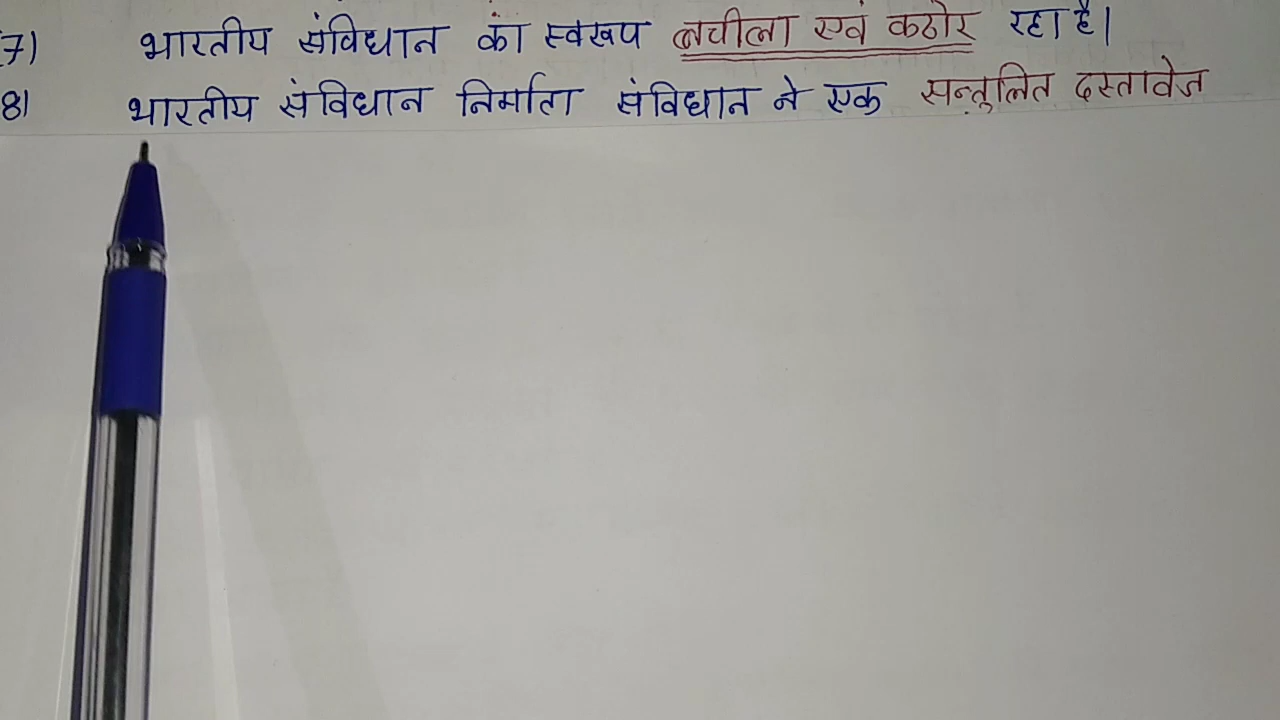 7) भारतीय संविधान का स्वरूप लचीला एवं कठोर रहा है।
8) भारतीय संविधान निर्माता संविधान ने एक सन्तुलित दस्तावेज